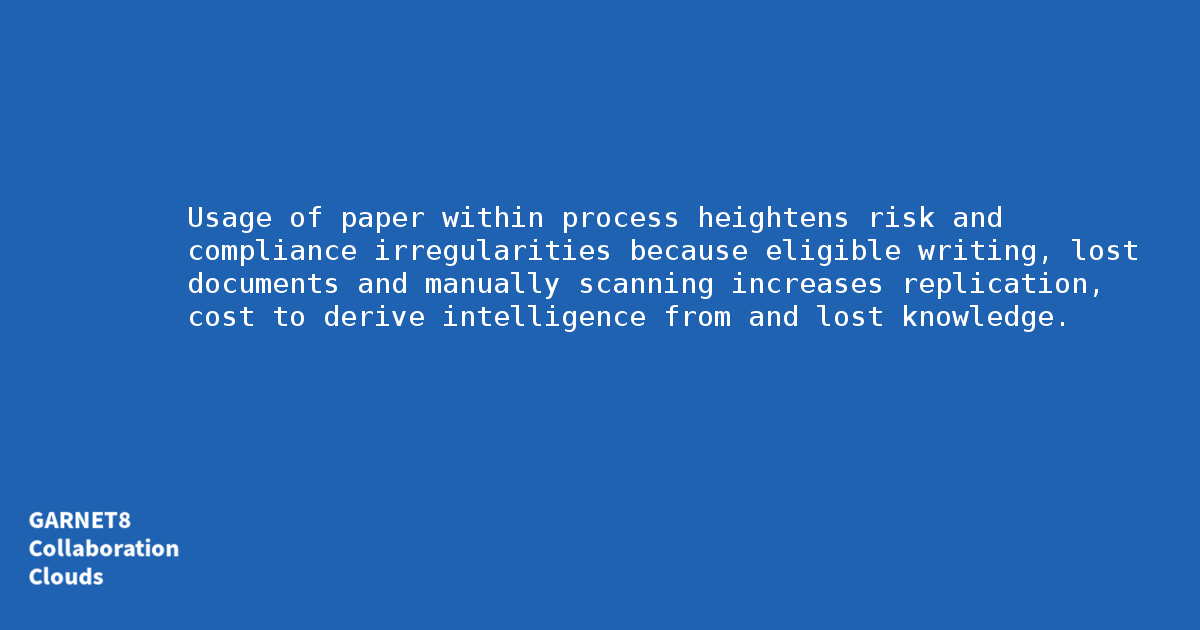 Usage of paper within process heightens risk and
compliance irregularities because eligible writing, lost
documents and manually scanning increases replication,
cost to derive intelligence from and lost knowledge.
GARNET8
Collaboration
Clouds